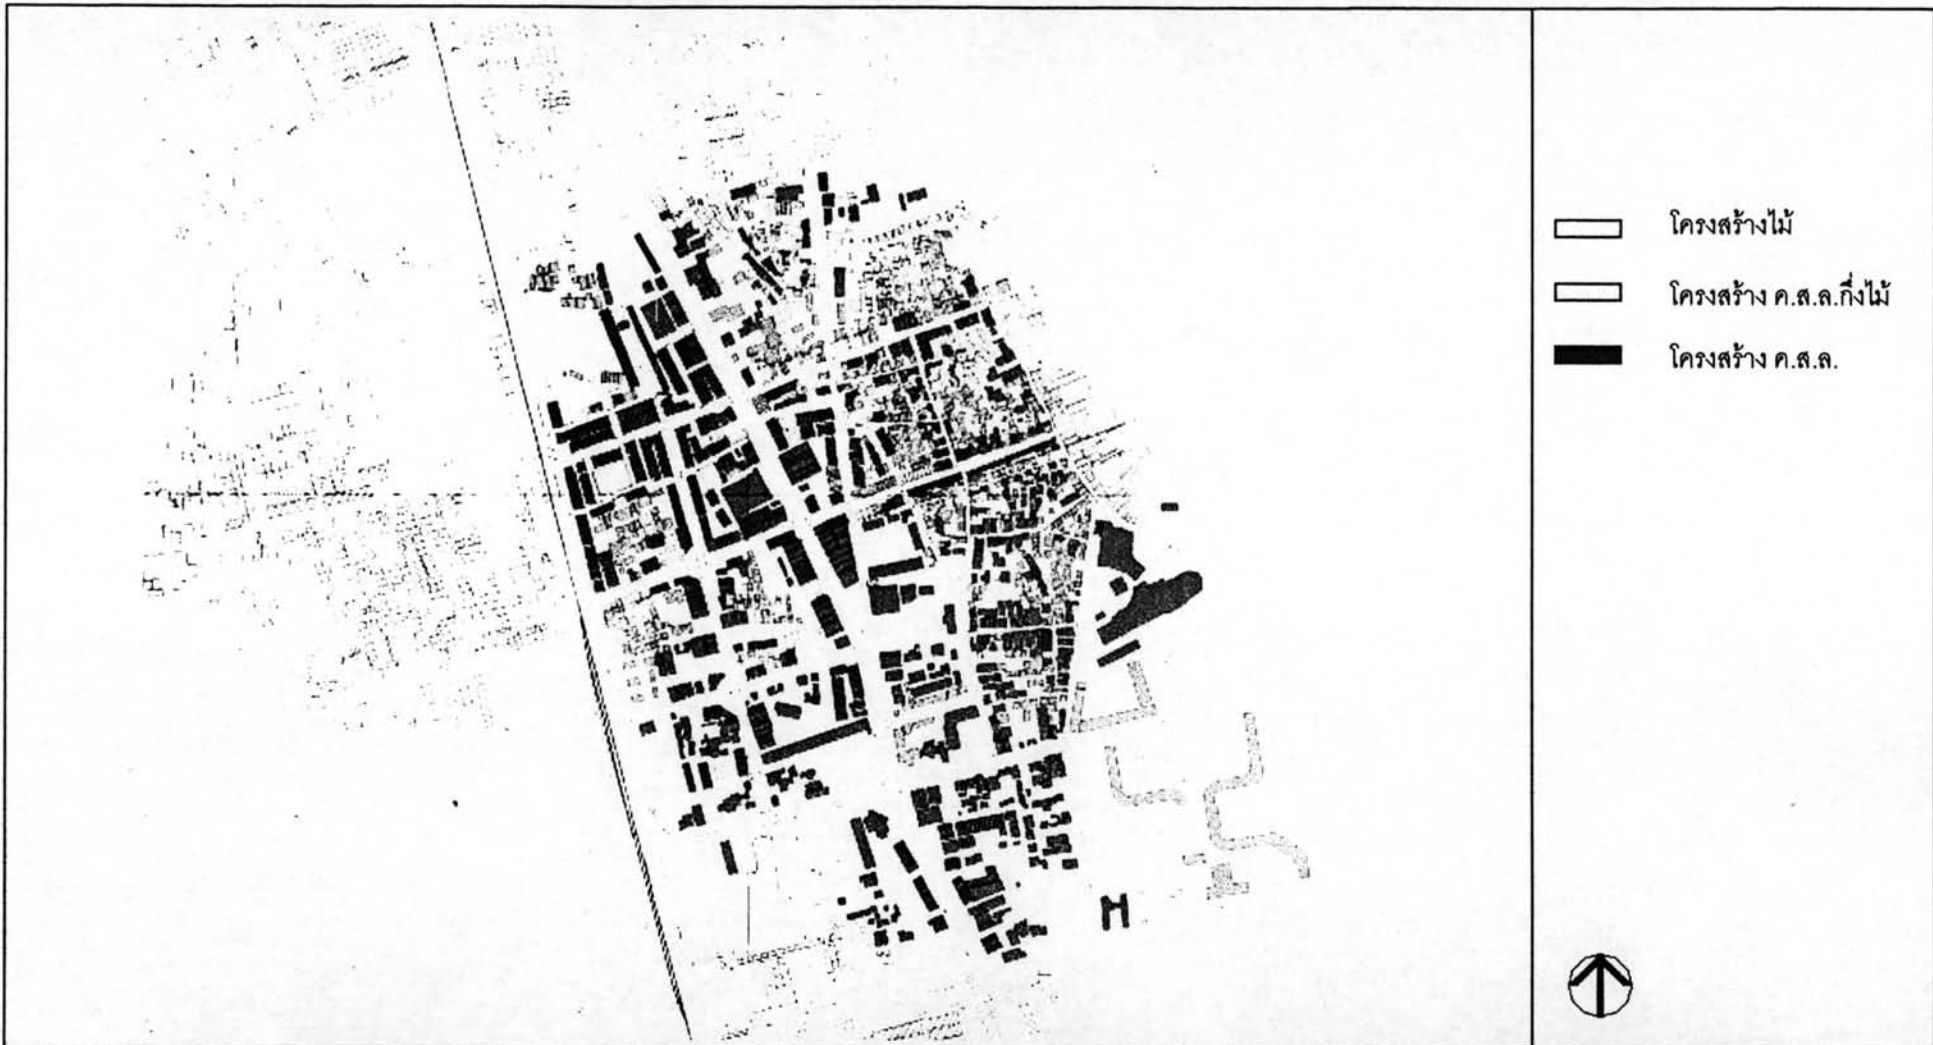 โครงสร้างไม้
โครงสร้าง ค.ส.ล.กึ่งไม้
โครงสร้าง ค.ส.ล.